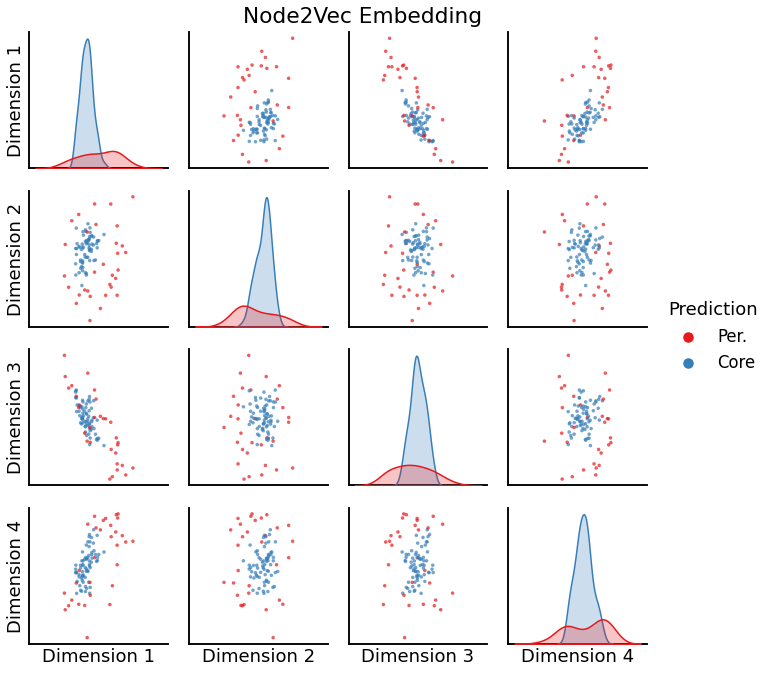 Node2Vec Embedding
Dimension 1
Dimension 2
Dimension 3
Dimension 4
Prediction
Per.
Core
Dimension 1
Dimension 2
Dimension 3
Dimension 4